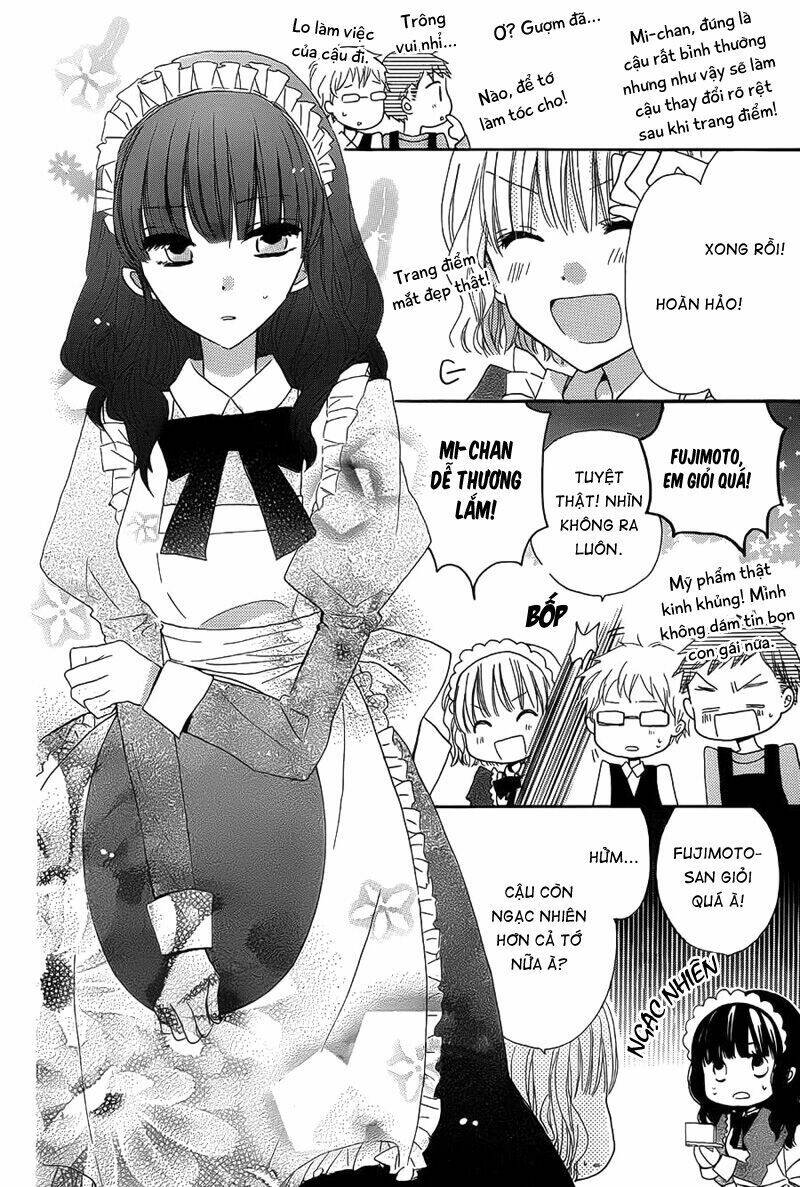 Mi-chan, đúng là
cậu rất bình thường
nhưng như vậy sẽ làm
cậu thay đổi rõ rệt
sau khi trang điểm!
Ơ? Gượm đã...
Nào, để tớ
làm tóc cho!
Trông
vui nhỉ...
Lo làm việc
của cậu đi.
XONG RỒI!
HOÀN HẢO!
Trang điểm
mắt đẹp thật!
FUJIMOTO,
EM GIỎI QUÁ!
TUYỆT
THẬT! NHÌN
KHÔNG RA
LUÔN.
MI-CHAN
DỄ THƯƠNG
LẮM!
Mỹ phẩm thật
kinh khủng! Mình
không dám tin bọn
con gái nữa.
BỐP
FUJIMOTO-
SAN GIỎI
QUÁ À!
HỬM...
CẬU CÒN
NGẠC NHIÊN
HƠN CẢ TỚ
NỮA À?
NGẠC NHIÊN